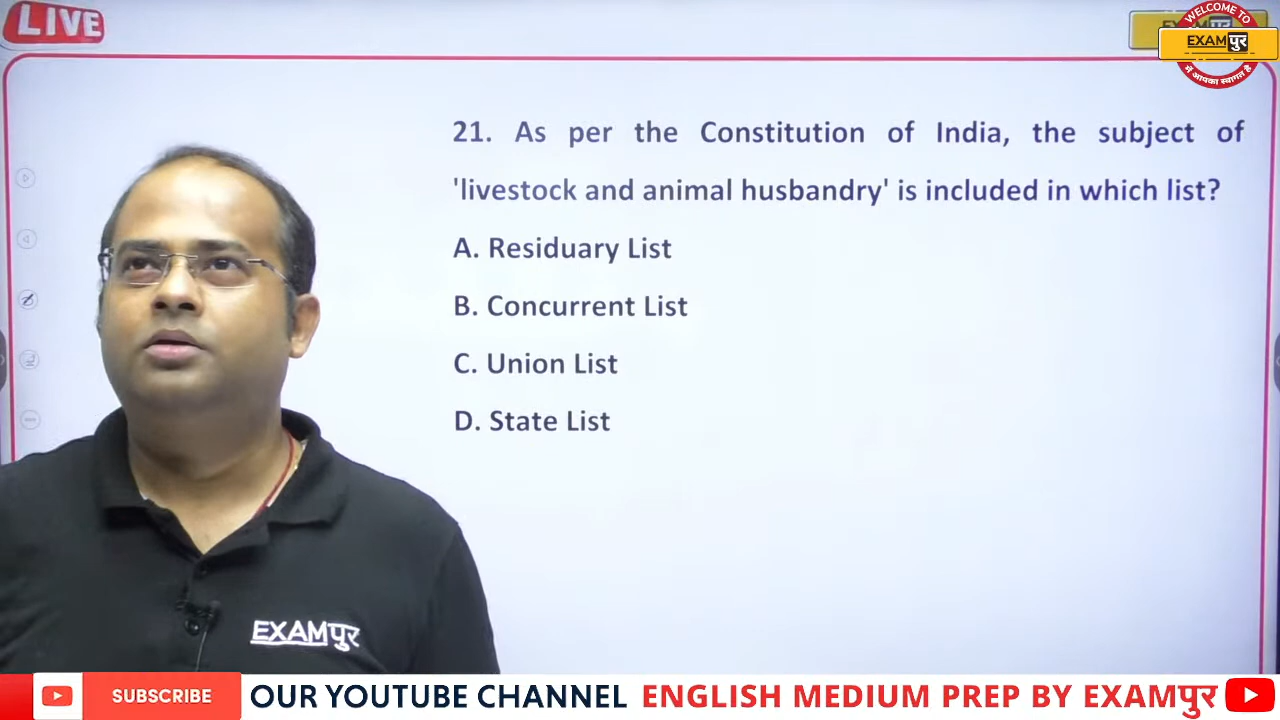 LIVE
WELCOME TO
EXAMपुर
में आपका स्वागत है
21. As per the Constitution of India, the subject of
'livestock and animal husbandry' is included in which list?
A. Residuary List
B. Concurrent List
C. Union List
D. State List
EXAMपुर
SUBSCRIBE
OUR YOUTUBE CHANNEL ENGLISH MEDIUM PREP BY EXAMपुर